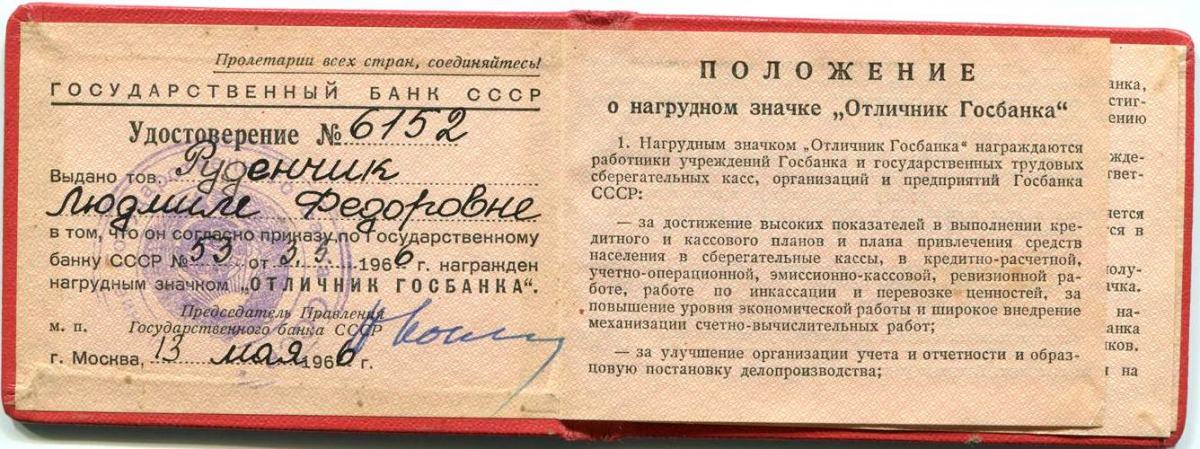 Пролетарии всех стран, соединяйтесь!
ГОСУДАРСТВЕННЫЙ БАНК СССР
Удостоверение № 6152
Выдано тов. Руденчик
Людмиле Федоровне
в том, что он согласно приказу по Государственному
банку СССР № 53 от 3.5. 1966 г. награжден
нагрудным значком „ОТЛИЧНИК ГОСБАНКА“.
Председатель Правления
м. п. Государственного банка СССР
г. Москва, 13 мая 1966 г.
ПОЛОЖЕНИЕ
о нагрудном значке „Отличник Госбанка“
1. Нагрудным значком „Отличник Госбанка“ награждаются
работники учреждений Госбанка и государственных трудовых
сберегательных касс, организаций и предприятий Госбанка
СССР:
— за достижение высоких показателей в выполнении кре-
дитного и кассового планов и плана привлечения средств
населения в сберегательные кассы, в кредитно-расчетной,
учетно-операционной, эмиссионно-кассовой, ревизионной ра-
боте, работе по инкассации и перевозке ценностей, за
повышение уровня экономической работы и широкое внедрение
механизации счетно-вычислительных работ;
— за улучшение организации учета и отчетности и образ-
цовую постановку делопроизводства;